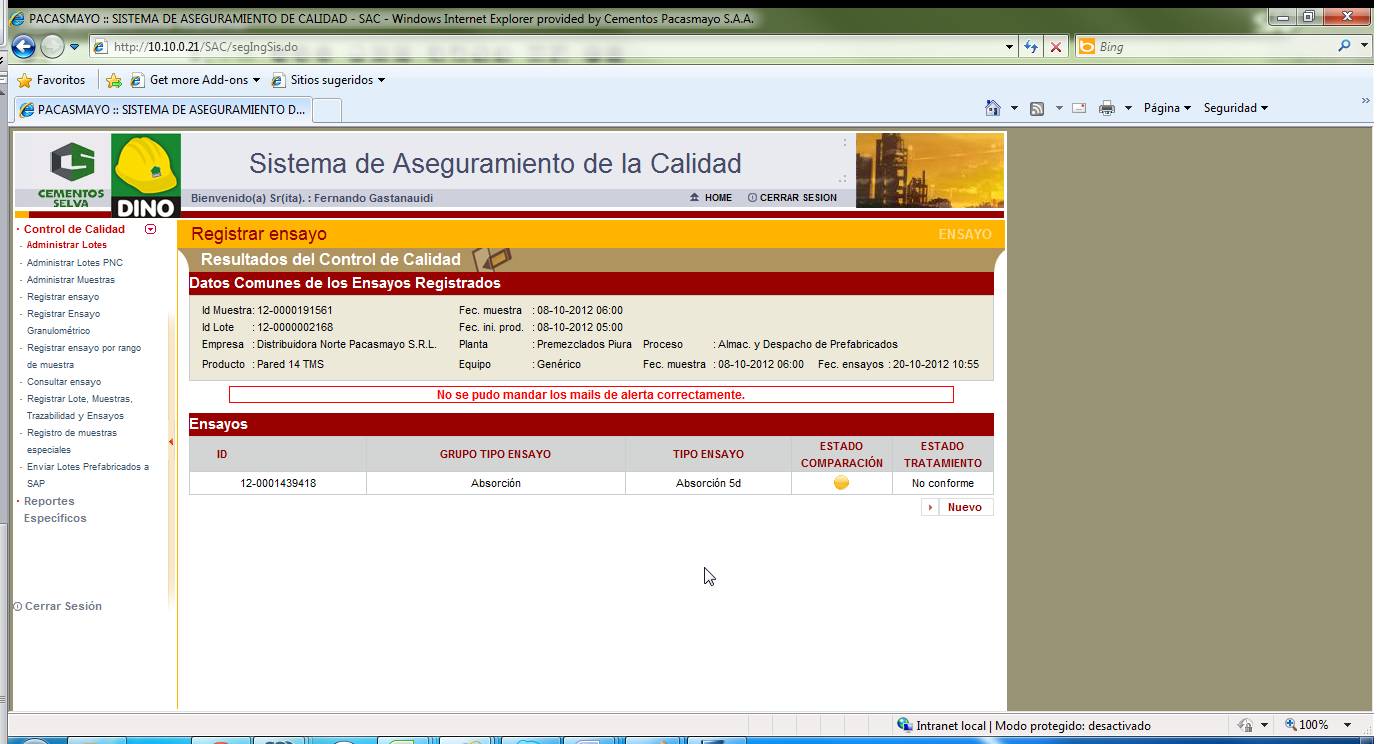 PACASMAYO :: SISTEMA DE ASEGURAMIENTO DE CALIDAD - SAC - Windows Internet Explorer provided by Cementos Pacasmayo S.A.A.
http://10.10.0.21/SAC/segIngSis.do
Bing
Favoritos
Get more Add-ons
Sitios sugeridos
PACASMAYO :: SISTEMA DE ASEGURAMIENTO D...
Página
Seguridad
CEMENTOS
SELVA
DINO
Sistema de Aseguramiento de la Calidad
Bienvenido(a) Sr(ita). : Fernando Gastanauidi
HOME
CERRAR SESION
Control de Calidad
Administrar Lotes
Administrar Lotes PNC
Administrar Muestras
Registrar ensayo
Registrar Ensayo
Granulométrico
Registrar ensayo por rango
de muestra
Consultar ensayo
Registrar Lote, Muestras,
Trazabilidad y Ensayos
Registro de muestras
especiales
Enviar Lotes Prefabricados a
SAP
Reportes
Específicos
Cerrar Sesión
Registrar ensayo
ENSAYO
Resultados del Control de Calidad
Datos Comunes de los Ensayos Registrados
Id Muestra: 12-0000191561 Fec. muestra : 08-10-2012 06:00
Id Lote : 12-0000002168 Fec. ini. prod. : 08-10-2012 05:00
Empresa : Distribuidora Norte Pacasmayo S.R.L. Planta : Premezclados Piura Proceso : Almac. y Despacho de Prefabricados
Producto : Pared 14 TMS Equipo : Genérico Fec. muestra : 08-10-2012 06:00 Fec. ensayos : 20-10-2012 10:55
No se pudo mandar los mails de alerta correctamente.
Ensayos
ID GRUPO TIPO ENSAYO TIPO ENSAYO ESTADO COMPARACIÓN ESTADO TRATAMIENTO
12-0001439418 Absorción Absorción 5d No conforme
Nuevo
Intranet local | Modo protegido: desactivado
100%